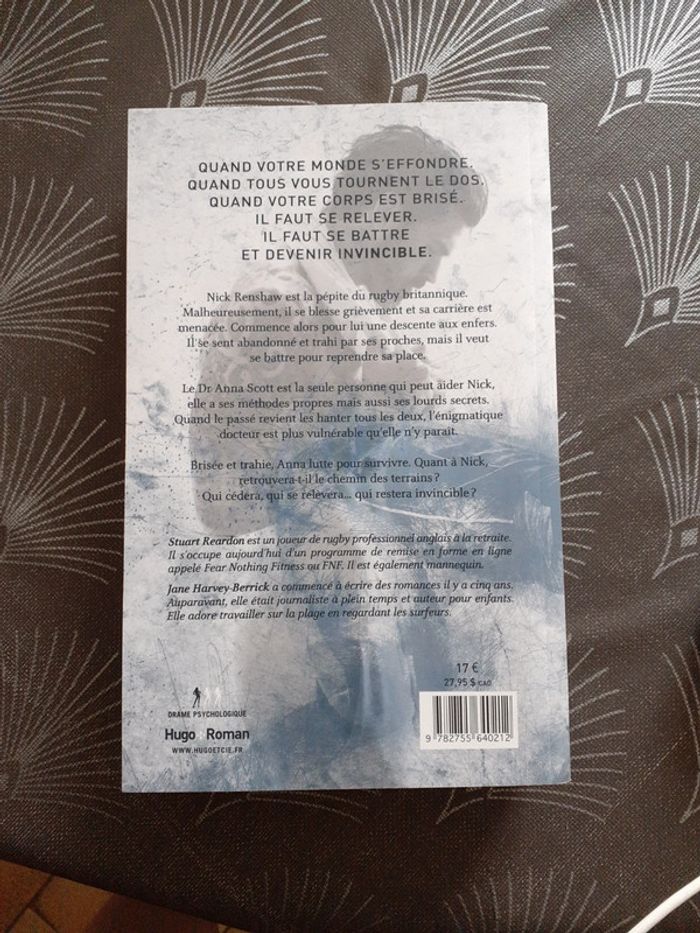 QUAND VOTRE MONDE S'EFFONDRE.
QUAND TOUS VOUS TOURNENT LE DOS.
QUAND VOTRE CORPS EST BRISÉ.
IL FAUT SE RELEVER.
IL FAUT SE BATTRE
ET DEVENIR INVINCIBLE.
Nick Renshaw est la pépite du rugby britannique.
Malheureusement, il se blesse grièvement et sa carrière est
menacée. Commence alors pour lui une descente aux enfers.
Il se sent abandonné et trahi par ses proches, mais il veut
se battre pour reprendre sa place.
Le Dr Anna Scott est la seule personne qui peut aider Nick,
elle a ses méthodes propres mais aussi ses lourds secrets.
Quand le passé revient les hanter tous les deux, l'énigmatique
docteur est plus vulnérable qu'elle n'y paraît.
Brisée et trahie, Anna lutte pour survivre. Quant à Nick,
retrouvera-t-il le chemin des terrains ?
Qui cédera, qui se relèvera... qui restera invincible ?
Stuart Reardon est un joueur de rugby professionnel anglais à la retraite.
Il s'occupe aujourd'hui d'un programme de remise en forme en ligne
appelé Fear Nothing Fitness ou FNF. Il est également mannequin.
Jane Harvey-Berrick a commencé à écrire des romances il y a cinq ans.
Auparavant, elle était journaliste à plein temps et auteur pour enfants.
Elle adore travailler sur la plage en regardant les surfeurs.
17 €
27,95 $ CAD
DRAME PSYCHOLOGIQUE
Hugo Roman
WWW.HUGOETCIE.FR
9 782755 640212